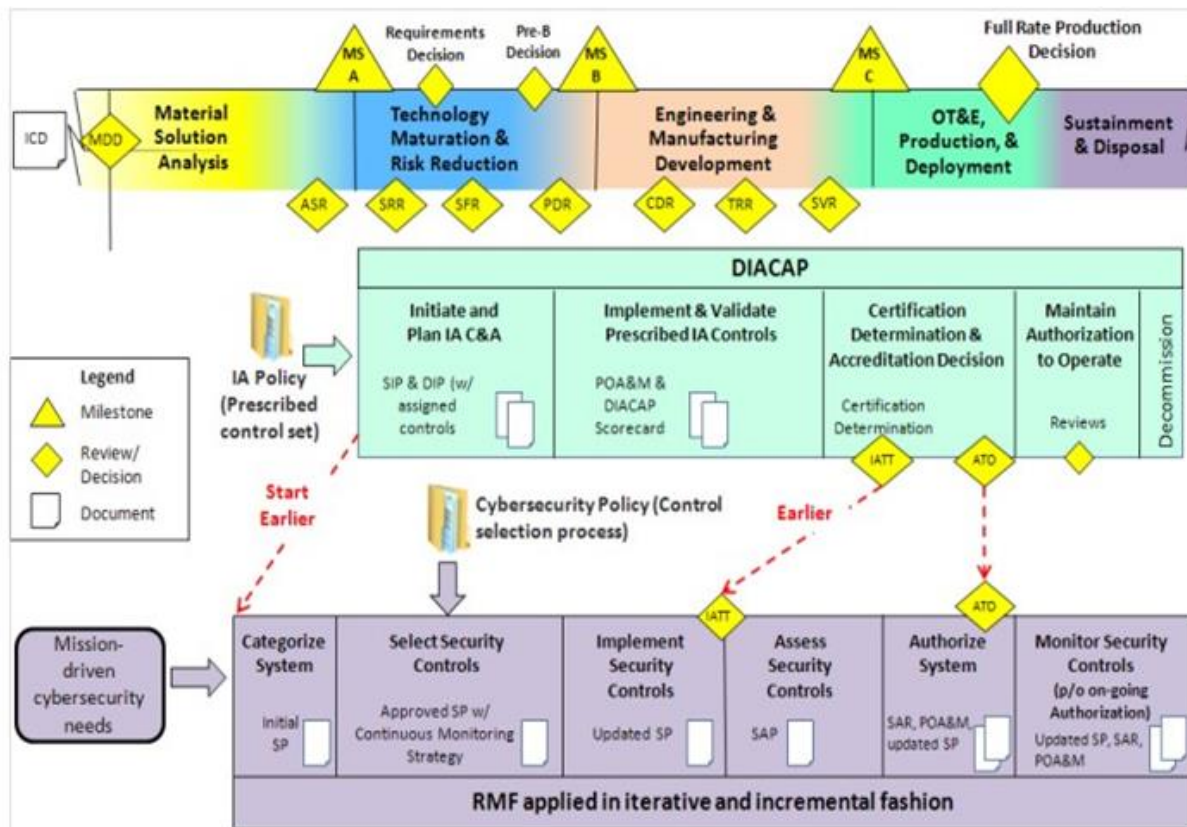 MS
A
Requirements
Decision
Pre-B
Decision
MS
B
MS
C
Full Rate Production
Decision
ICD
MDD
Material
Solution
Analysis
Technology
Maturation &
Risk Reduction
Engineering &
Manufacturing
Development
OT&E,
Production, &
Deployment
Sustainment
& Disposal
ASR
SRR
SFR
PDR
CDR
TRR
SVR
DIACAP
IA Policy
(Prescribed
control set)
Initiate and
Plan IA C&A
SIP & DIP (w/
assigned
controls
Implement & Validate
Prescribed IA Controls
POA&M &
DIACAP
Scorecard
Certification
Determination &
Accreditation Decision
Certification
Determination
IATT
ATO
Maintain
Authorization
to Operate
Reviews
Decommission
Legend
Milestone
Review/
Decision
Document
Start
Earlier
Cybersecurity Policy (Control
selection process)
Earlier
IATT
ATO
Mission-
driven
cybersecurity
needs
Categorize
System
Initial
SP
Select Security
Controls
Approved SP w/
Continuous Monitoring
Strategy
Implement
Security
Controls
Updated SP
Assess
Security
Controls
SAP
Authorize
System
SAR, POA&M,
updated SP
Monitor Security
Controls
(p/o on-going
Authorization)
Updated SP, SAR,
POA&M
RMF applied in iterative and incremental fashion